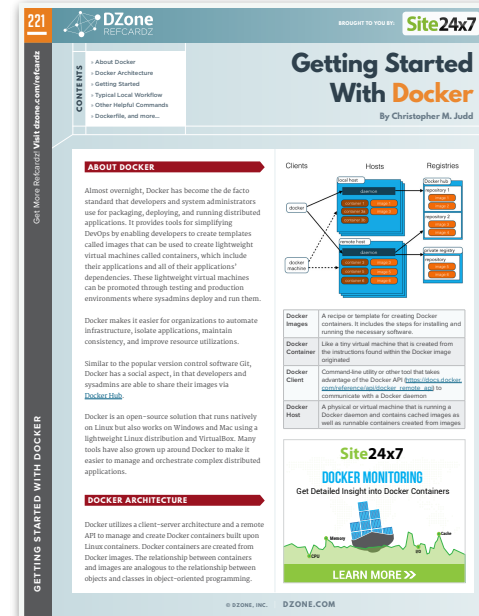 221
DZone
REFCARDZ
BROUGHT TO YOU BY:
Site24x7
Get More Refcardz! Visit dzone.com/refcardz
GETTING STARTED WITH DOCKER
CONTENTS
› About Docker
› Docker Architecture
› Getting Started
› Typical Local Workflow
› Other Helpful Commands
› Dockerfile, and more...
Getting Started
With Docker
By Christopher M. Judd
ABOUT DOCKER
Almost overnight, Docker has become the de facto
standard that developers and system administrators
use for packaging, deploying, and running distributed
applications. It provides tools for simplifying
DevOps by enabling developers to create templates
called images that can be used to create lightweight
virtual machines called containers, which include
their applications and all of their applications’
dependencies. These lightweight virtual machines
can be promoted through testing and production
environments where sysadmins deploy and run them.
Docker makes it easier for organizations to automate
infrastructure, isolate applications, maintain
consistency, and improve resource utilizations.
Similar to the popular version control software Git,
Docker has a social aspect, in that developers and
sysadmins are able to share their images via
Docker Hub.
Docker is an open-source solution that runs natively
on Linux but also works on Windows and Mac using a
lightweight Linux distribution and VirtualBox. Many
tools have also grown up around Docker to make it
easier to manage and orchestrate complex distributed
applications.
DOCKER ARCHITECTURE
Docker utilizes a client-server architecture and a remote
API to manage and create Docker containers built upon
Linux containers. Docker containers are created from
Docker images. The relationship between containers
and images are analogous to the relationship between
objects and classes in object-oriented programming.
Clients
Hosts
Registries
docker
docker
machine
local host
daemon
remote host
daemon
Docker hub
repository 1
repository 2
private registry
repository
Docker Images
A recipe or template for creating Docker
containers. It includes the steps for installing and
running the necessary software.
Docker Container
Like a tiny virtual machine that is created from
the instructions found within the Docker image
originated
Docker Client
Command-line utility or other tool that takes
advantage of the Docker API (https://docs.docker.
com/reference/api/docker_remote_api) to
communicate with a Docker daemon
Docker Host
A physical or virtual machine that is running a
Docker daemon and contains cached images as
well as runnable containers created from images
Site24x7
DOCKER MONITORING
Get Detailed Insight into Docker Containers
CPU
Memory
I/O
Cache
LEARN MORE >>
© DZONE, INC.
DZONE.COM